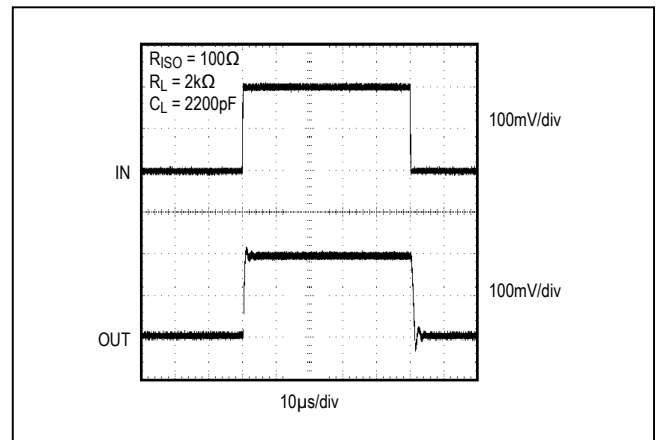 R_ISO = 100Ω
R_L = 2kΩ
C_L = 2200pF
100mV/div
IN
100mV/div
OUT
10µs/div